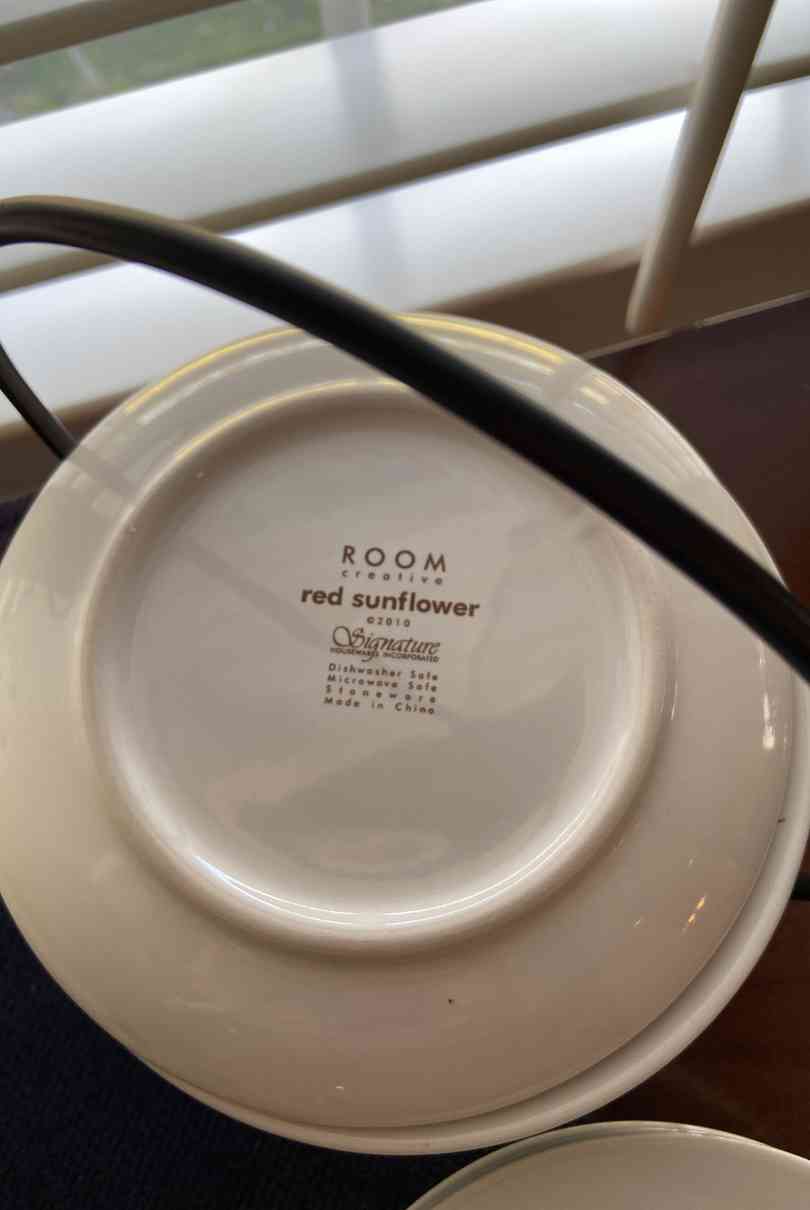 ROOM
creative
red sunflower
©2010
Signature
HOUSEWARES INCORPORATED
Dishwasher Safe
Microwave Safe
Stoneware
Made in China